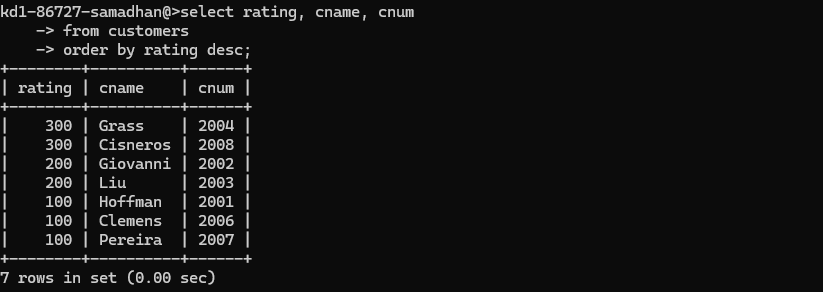 kd1-86727-samadhan@>select rating, cname, cnum
    -> from customers
    -> order by rating desc;
+--------+----------+------+
| rating | cname    | cnum |
+--------+----------+------+
|    300 | Grass    | 2004 |
|    300 | Cisneros | 2008 |
|    200 | Giovanni | 2002 |
|    200 | Liu      | 2003 |
|    100 | Hoffman  | 2001 |
|    100 | Clemens  | 2006 |
|    100 | Pereira  | 2007 |
+--------+----------+------+
7 rows in set (0.00 sec)